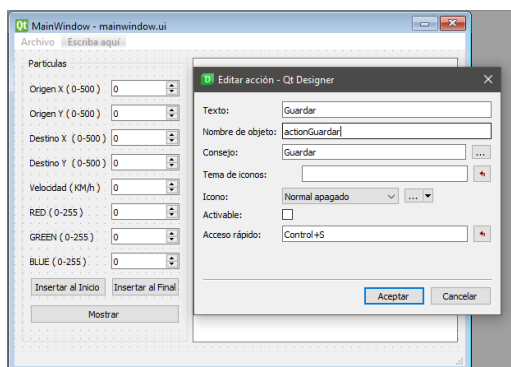 MainWindow - mainwindow.ui
Archivo Escriba aquí
Particulas
Origen X ( 0-500 ) 0
Origen Y ( 0-500 ) 0
Destino X ( 0-500 ) 0
Destino Y ( 0-500 ) 0
Velocidad (KM/h ) 0
RED ( 0-255 ) 0
GREEN ( 0-255 ) 0
BLUE ( 0-255 ) 0
Insertar al Inicio Insertar al Final
Mostrar
Editar acción - Qt Designer
Texto: Guardar
Nombre de objeto: actionGuardar
Consejo: Guardar ...
Tema de iconos:
Icono: Normal apagado ...
Activable:
Acceso rápido: Control+S
Aceptar Cancelar